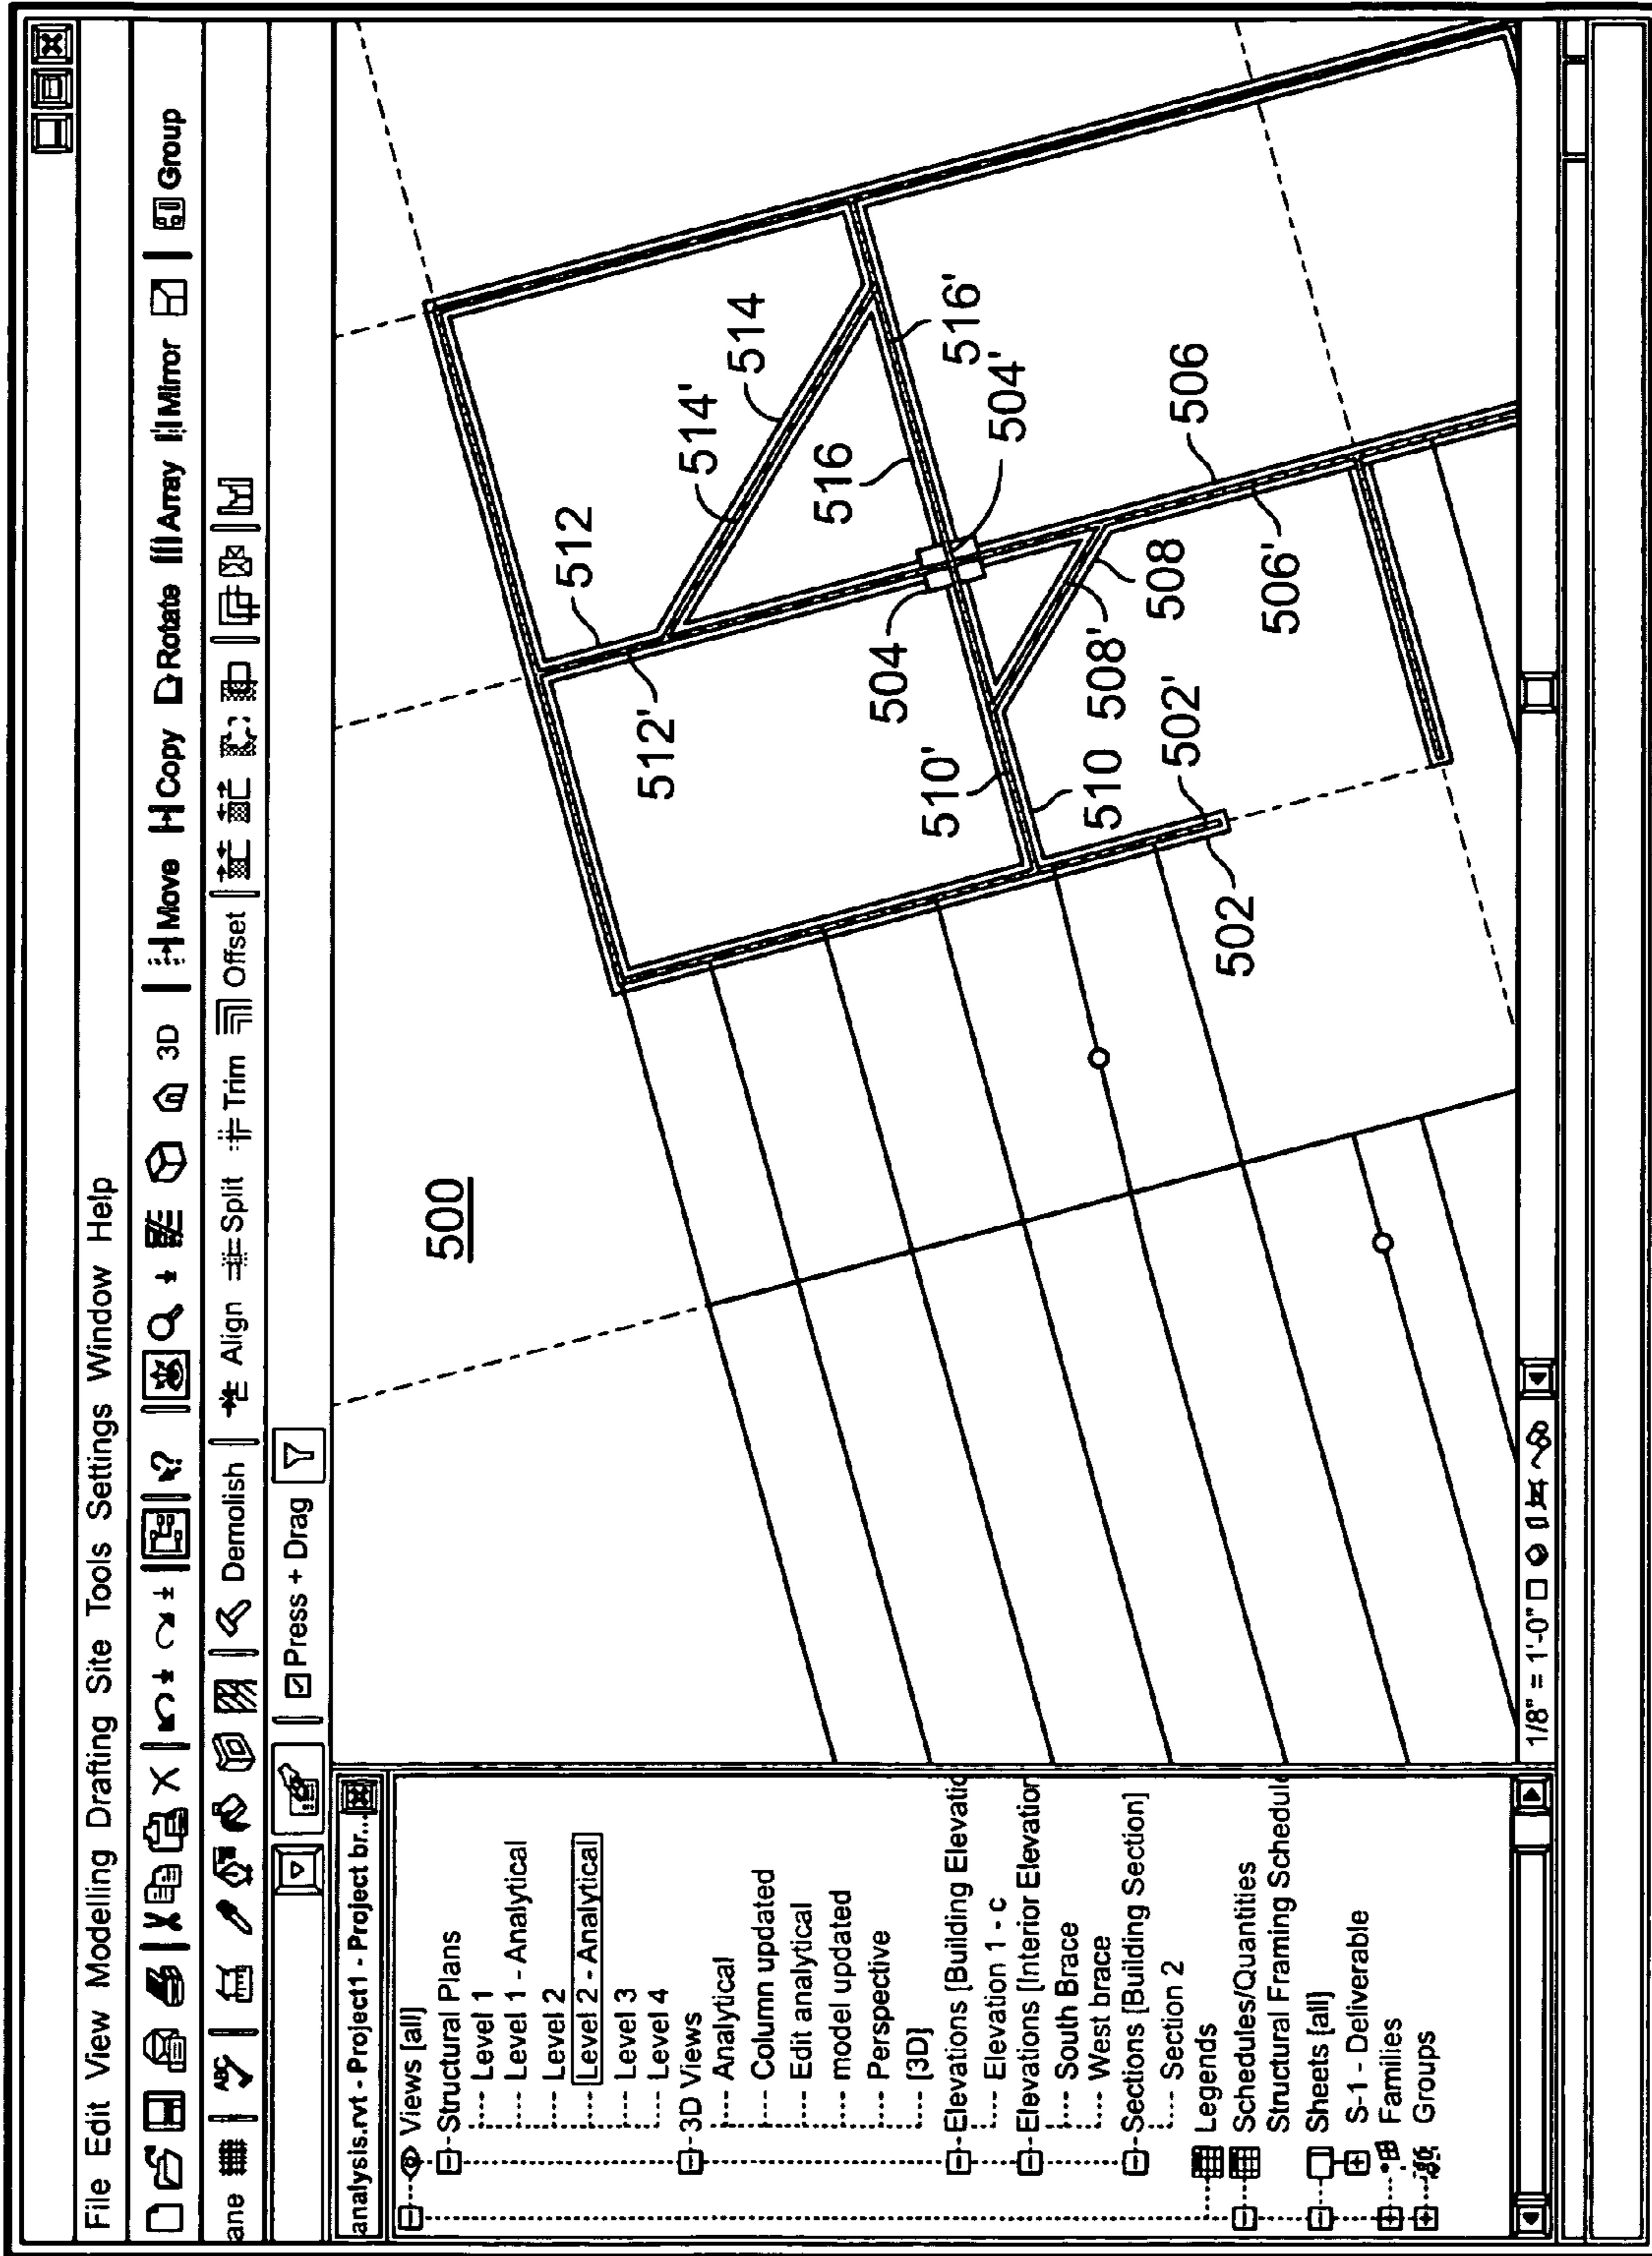 File Edit View Modelling Drafting Site Tools Settings Window Help
3D Move Copy Rotate Array Mirror Group
ane ABC Demolish Align Split Trim Offset
Press + Drag
analysis.rvt - Project1 - Project br...
Views [all]
Structural Plans
Level 1
Level 1 - Analytical
Level 2
Level 2 - Analytical
Level 3
Level 4
3D Views
Analytical
Column updated
Edit analytical
model updated
Perspective
[3D]
Elevations [Building Elevatio
Elevation 1 - c
Elevations [Interior Elevation
South Brace
West brace
Sections [Building Section]
Section 2
Legends
Schedules/Quantities
Structural Framing Schedule
Sheets [all]
S-1 - Deliverable
Families
Groups
500
512
514'
514
512'
516
516'
504
504'
510'
510
508'
508
506
502'
506'
502
1/8" = 1'-0"